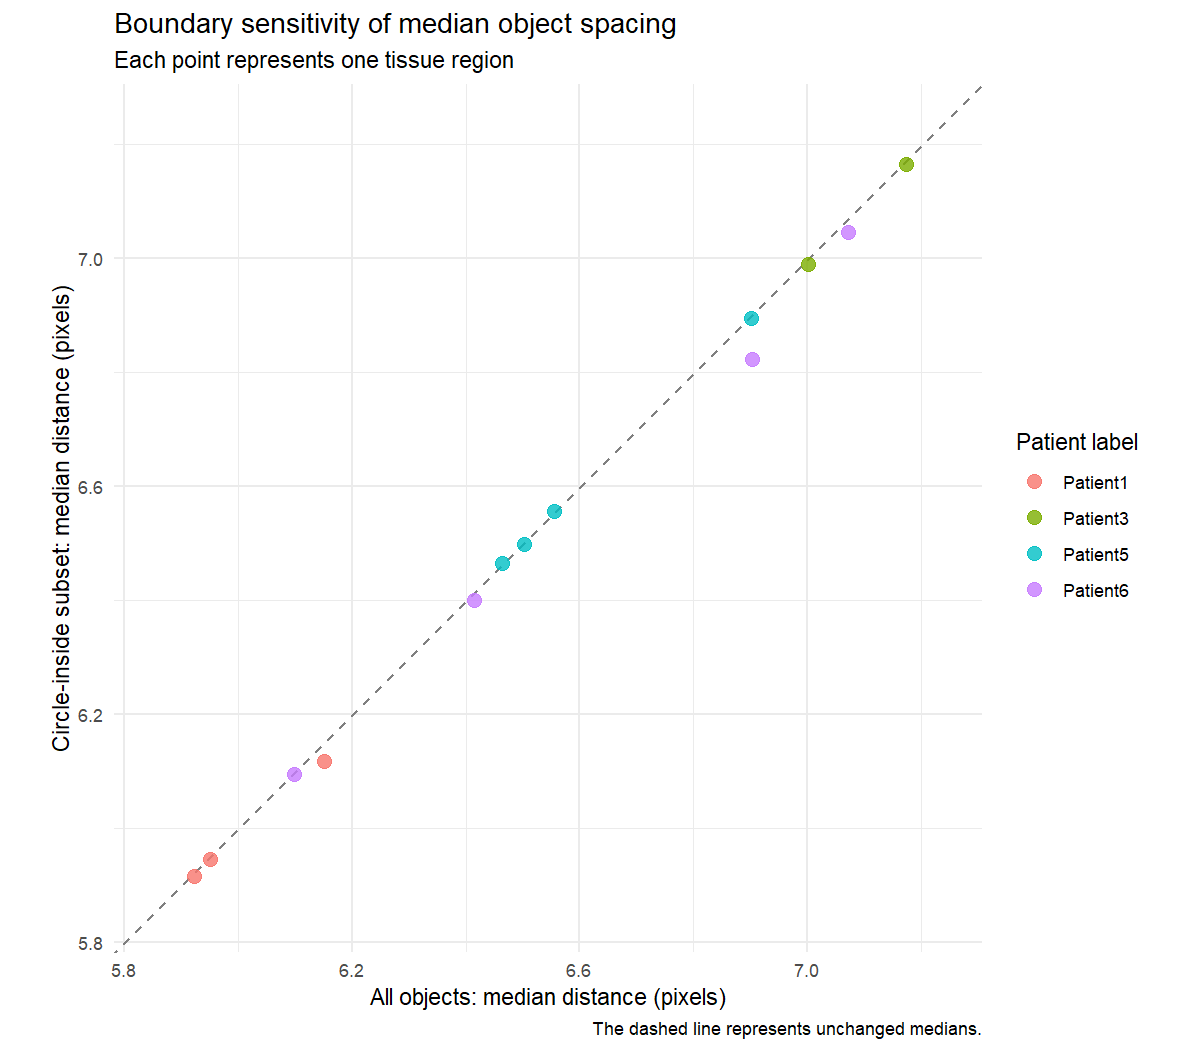 Boundary sensitivity of median object spacing
Each point represents one tissue region
Circle-inside subset: median distance (pixels)
7.0
6.6
6.2
5.8
5.8 6.2 6.6 7.0
All objects: median distance (pixels)
The dashed line represents unchanged medians.
Patient label
Patient1
Patient3
Patient5
Patient6